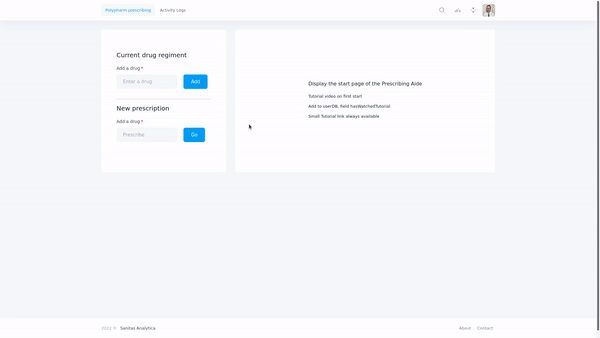 Polypharm-prescribing Activity-Logs
Current drug regiment
Add a drug *
Enter a drug Add
New prescription
Add a drug *
Prescribe Go
Display the start page of the Prescribing Aide
Tutorial video on first start
Add to userDB, field hasWatchedTutorial
Small Tutorial link always available
2022 © Sanitas Analytica About Contact